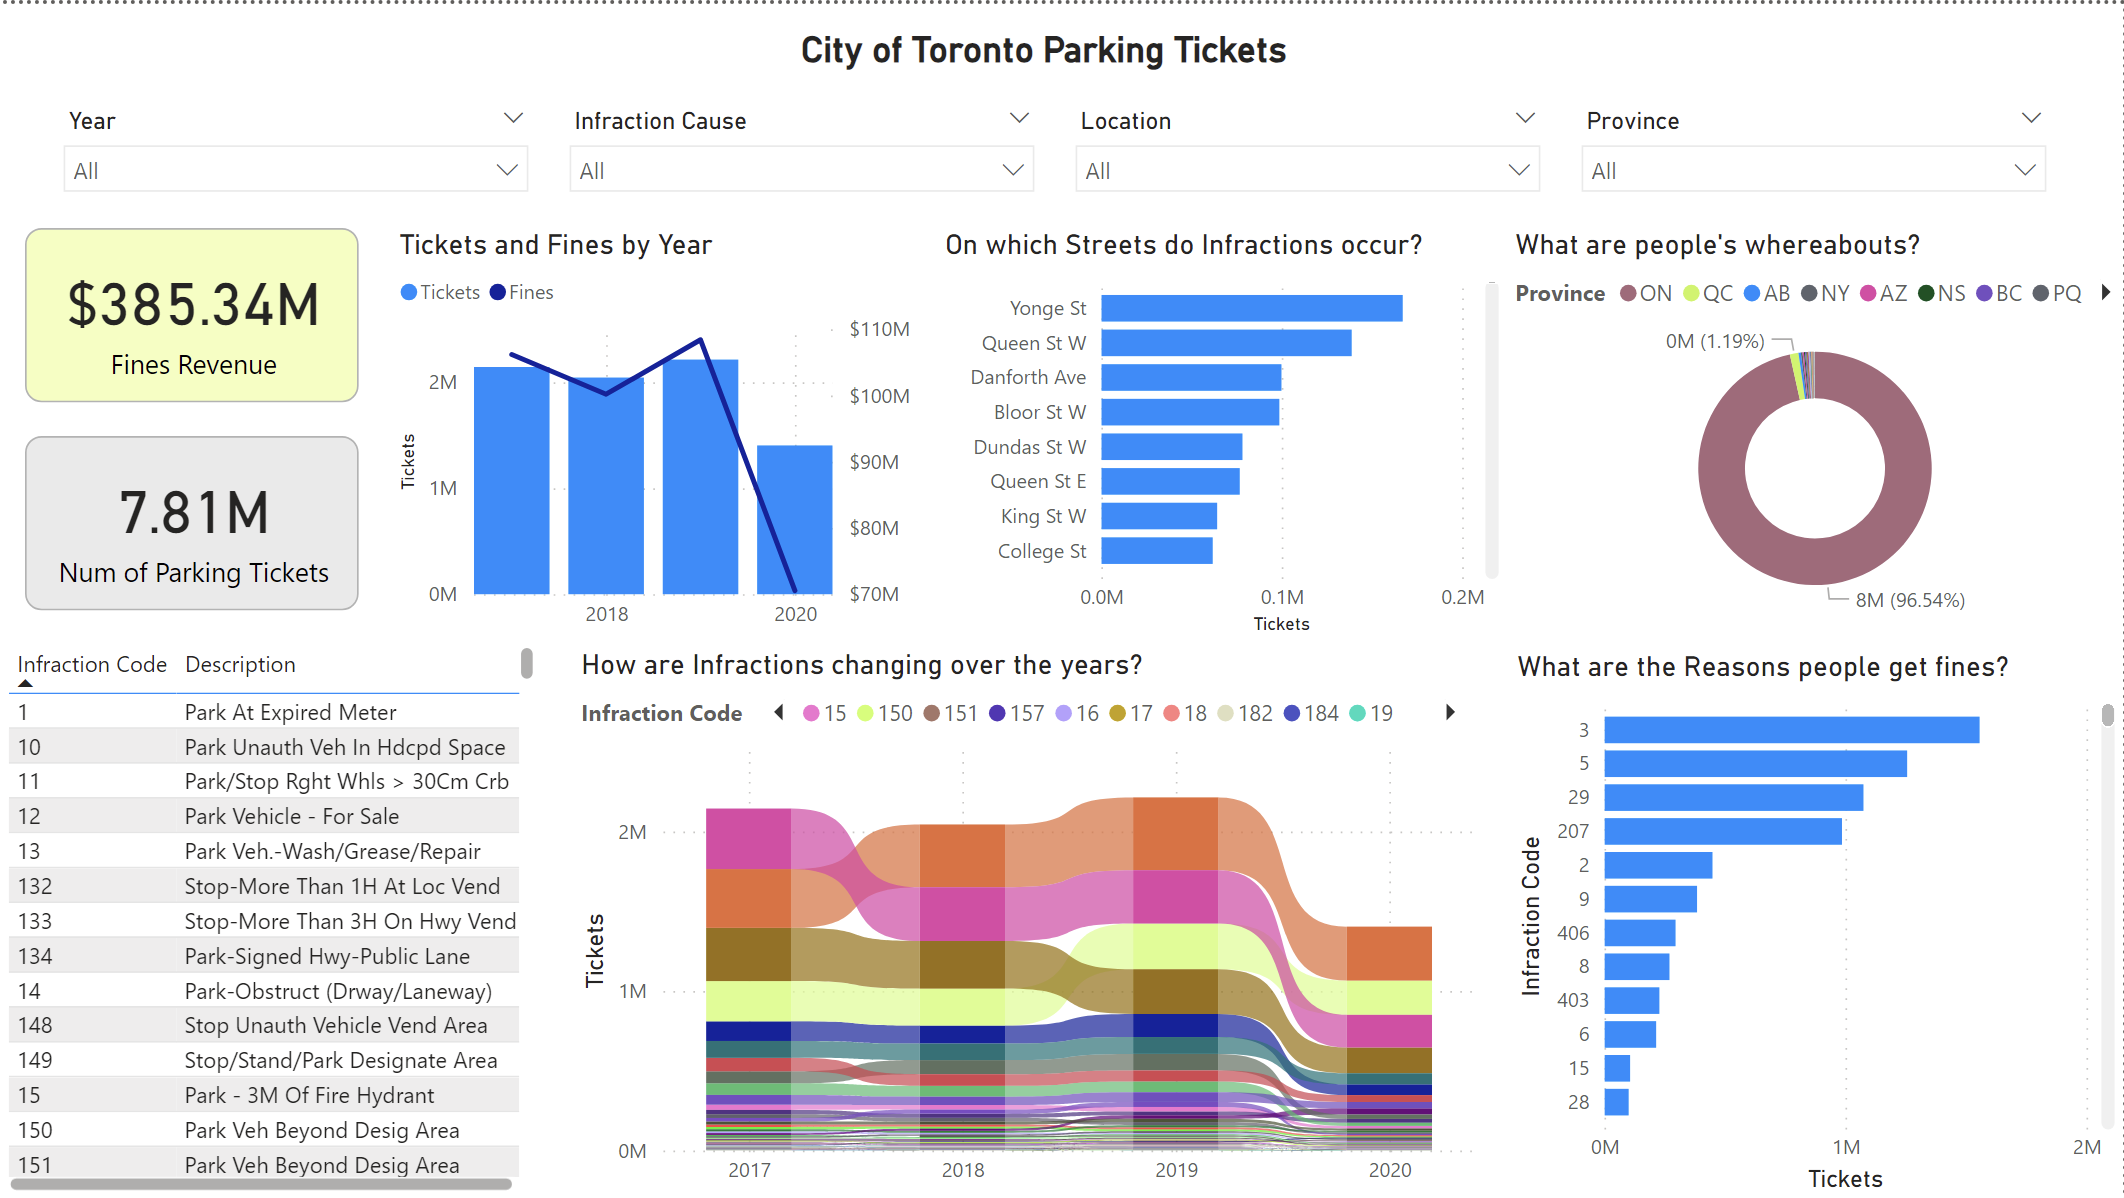 City of Toronto Parking Tickets
Year
Infraction Cause
Location
Province
All
All
All
All
$385.34M
Fines Revenue
7.81M
Num of Parking Tickets
Tickets and Fines by Year
Tickets Fines
Tickets
2M
1M
0M
$110M
$100M
$90M
$80M
$70M
2018
2020
On which Streets do Infractions occur?
Yonge St
Queen St W
Danforth Ave
Bloor St W
Dundas St W
Queen St E
King St W
College St
0.0M
0.1M
0.2M
Tickets
What are people's whereabouts?
Province ON QC AB NY AZ NS BC PQ
0M (1.19%)
8M (96.54%)
Infraction Code Description
1 Park At Expired Meter
10 Park Unauth Veh In Hdcpd Space
11 Park/Stop Rght Whls > 30Cm Crb
12 Park Vehicle - For Sale
13 Park Veh.-Wash/Grease/Repair
132 Stop-More Than 1H At Loc Vend
133 Stop-More Than 3H On Hwy Vend
134 Park-Signed Hwy-Public Lane
14 Park-Obstruct (Drway/Laneway)
148 Stop Unauth Vehicle Vend Area
149 Stop/Stand/Park Designate Area
15 Park - 3M Of Fire Hydrant
150 Park Veh Beyond Desig Area
151 Park Veh Beyond Desig Area
How are Infractions changing over the years?
Infraction Code 15 150 151 157 16 17 18 182 184 19
Tickets
2M
1M
0M
2017
2018
2019
2020
What are the Reasons people get fines?
Infraction Code
3
5
29
207
2
9
406
8
403
6
15
28
0M
1M
2M
Tickets